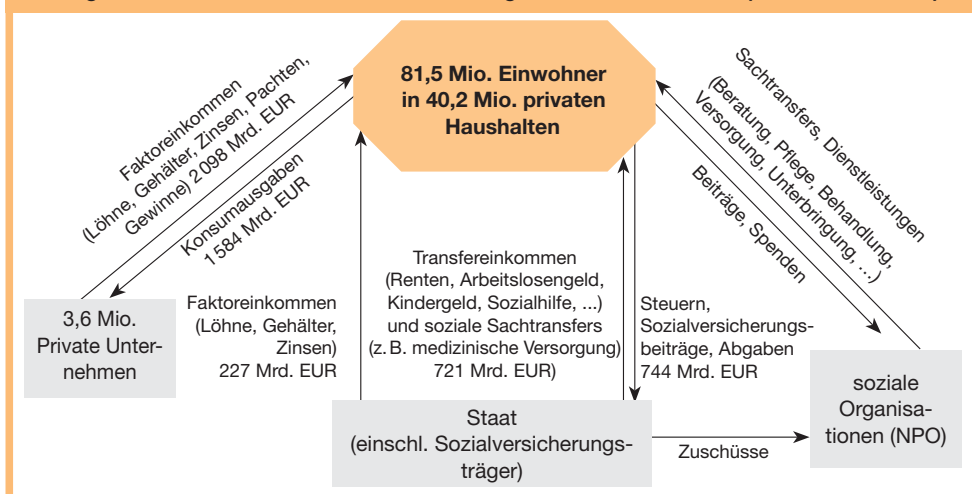 81,5 Mio. Einwohner
in 40,2 Mio. privaten
Haushalten
Faktoreinkommen
(Löhne, Gehälter, Zinsen, Pachten,
Gewinne) 2 098 Mrd. EUR
Konsumausgaben
1 584 Mrd. EUR
Sachtransfers, Dienstleistungen
(Beratung, Pflege, Behandlung,
Versorgung, Unterbringung, ...)
Beiträge, Spenden
3,6 Mio.
Private Unter-
nehmen
Faktoreinkommen
(Löhne, Gehälter,
Zinsen)
227 Mrd. EUR
Transfereinkommen
(Renten, Arbeitslosengeld,
Kindergeld, Sozialhilfe, ...)
und soziale Sachtransfers
(z. B. medizinische Versorgung)
721 Mrd. EUR)
Steuern,
Sozialversicherungs-
beiträge, Abgaben
744 Mrd. EUR
Staat
(einschl. Sozialversicherungs-
träger)
Zuschüsse
soziale
Organisa-
tionen (NPO)